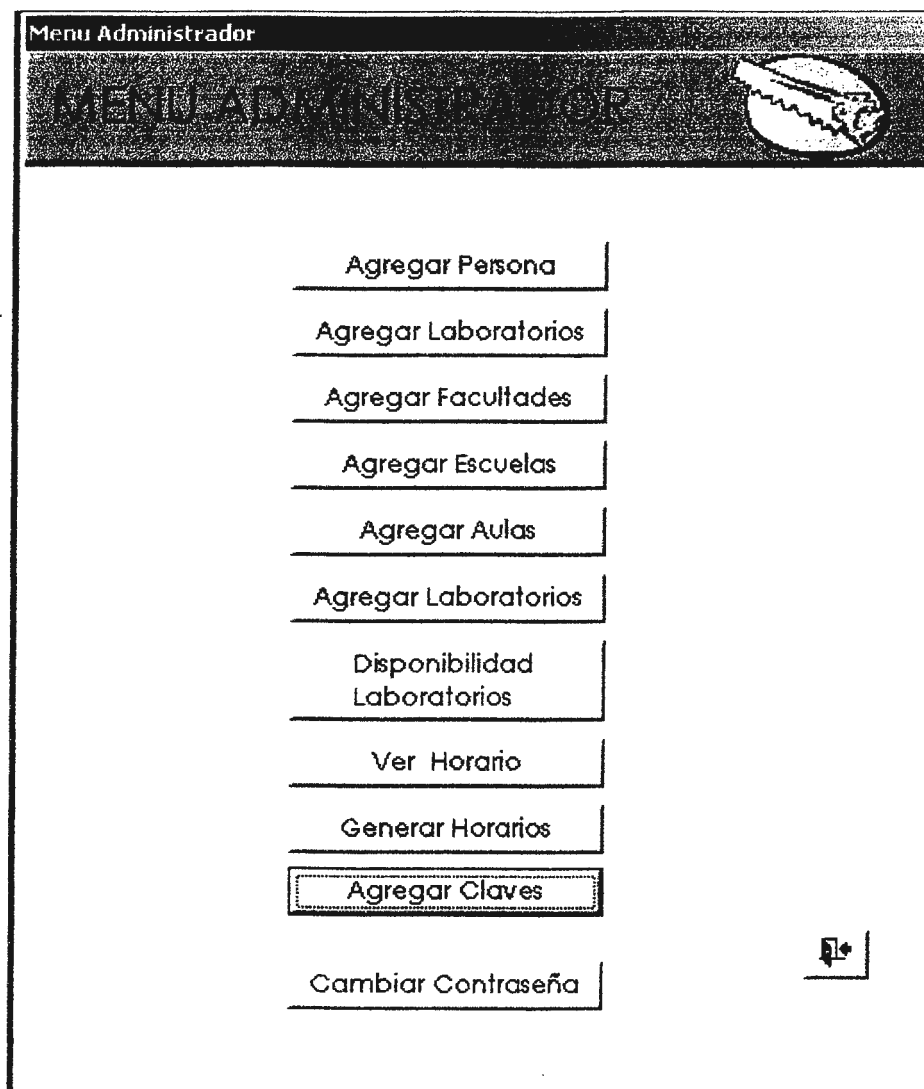 Menu Administrador
MENU ADMINISTRADOR
Agregar Persona
Agregar Laboratorios
Agregar Facultades
Agregar Escuelas
Agregar Aulas
Agregar Laboratorios
Disponibilidad
Laboratorios
Ver Horario
Generar Horarios
Agregar Claves
Cambiar Contraseña